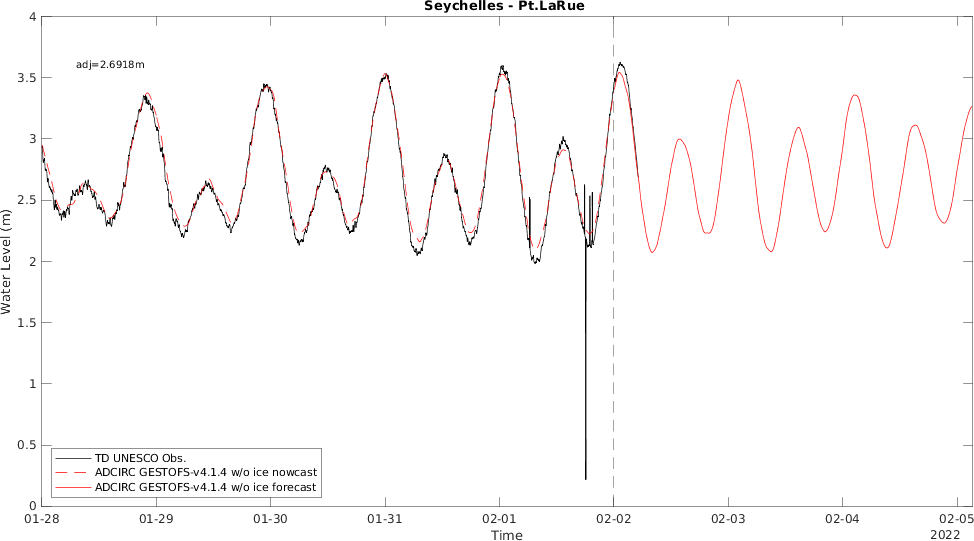 Seychelles - Pt.LaRue
4
adj=2.6918m
3.5
3
2.5
2
1.5
1
0.5
0
Water Level (m)
TD UNESCO Obs.
ADCIRC GESTOFS-v4.1.4 w/o ice nowcast
ADCIRC GESTOFS-v4.1.4 w/o ice forecast
01-28 01-29 01-30 01-31 02-01 02-02 02-03 02-04 02-05
Time
2022